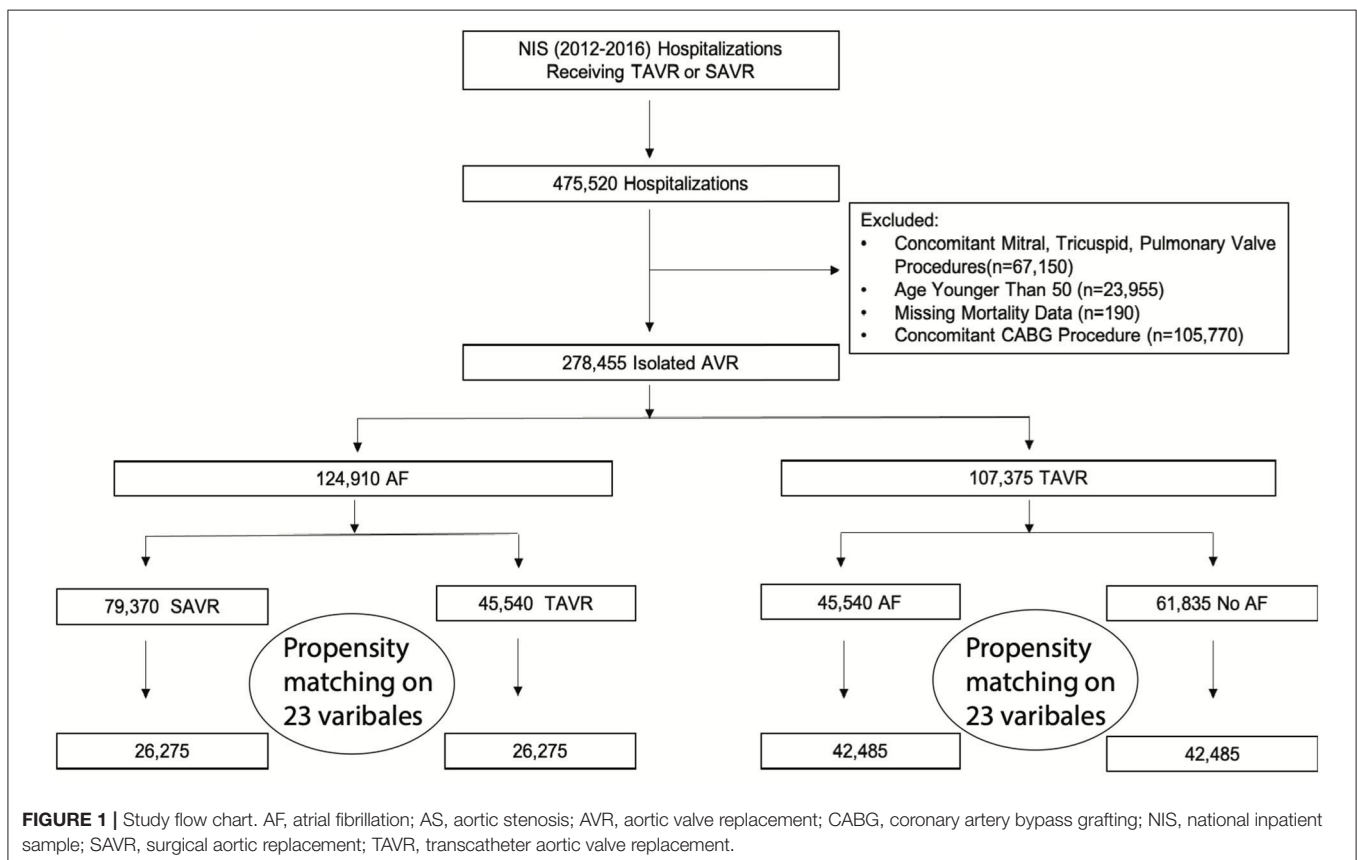 NIS (2012-2016) Hospitalizations
Receiving TAVR or SAVR
475,520 Hospitalizations
Excluded:
• Concomitant Mitral, Tricuspid, Pulmonary Valve
Procedures(n=67,150)
• Age Younger Than 50 (n=23,955)
• Missing Mortality Data (n=190)
• Concomitant CABG Procedure (n=105,770)
278,455 Isolated AVR
124,910 AF
107,375 TAVR
79,370 SAVR
45,540 TAVR
45,540 AF
61,835 No AF
Propensity
matching on
23 varibales
Propensity
matching on
23 varibales
26,275
26,275
42,485
42,485
FIGURE 1 | Study flow chart. AF, atrial fibrillation; AS, aortic stenosis; AVR, aortic valve replacement; CABG, coronary artery bypass grafting; NIS, national inpatient
sample; SAVR, surgical aortic replacement; TAVR, transcatheter aortic valve replacement.